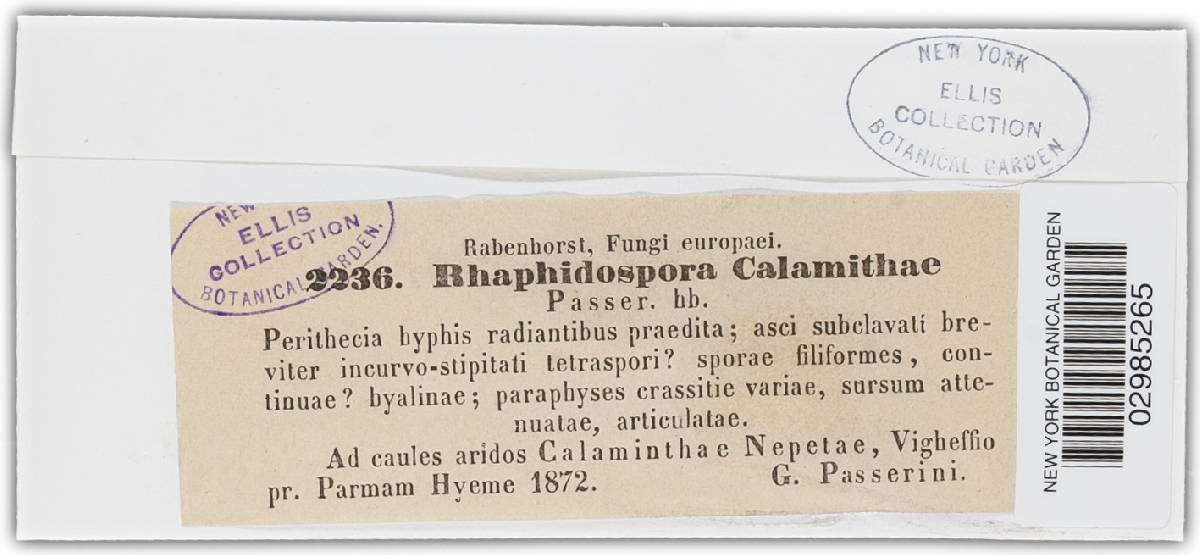 NEW YORK
ELLIS
COLLECTION
BOTANICAL GARDEN
NEW
ELLIS
COLLECTION
BOTANICAL GARDEN.
Rabenhorst, Fungi europaei.
2236. Rhaphidospora Calamithae
Passer. hb.
Perithecia hyphis radiantibus praedita; asci subclavati bre-
viter incurvo-stipitati tetraspori? sporae filiformes, con-
tinuae? hyalinae; paraphyses crassitie variae, sursum atte-
nuatae, articulatae.
Ad caules aridos Calaminthae Nepetae, Vigheffio
pr. Parmam Hyeme 1872. G. Passerini.
NEW YORK BOTANICAL GARDEN
02985265